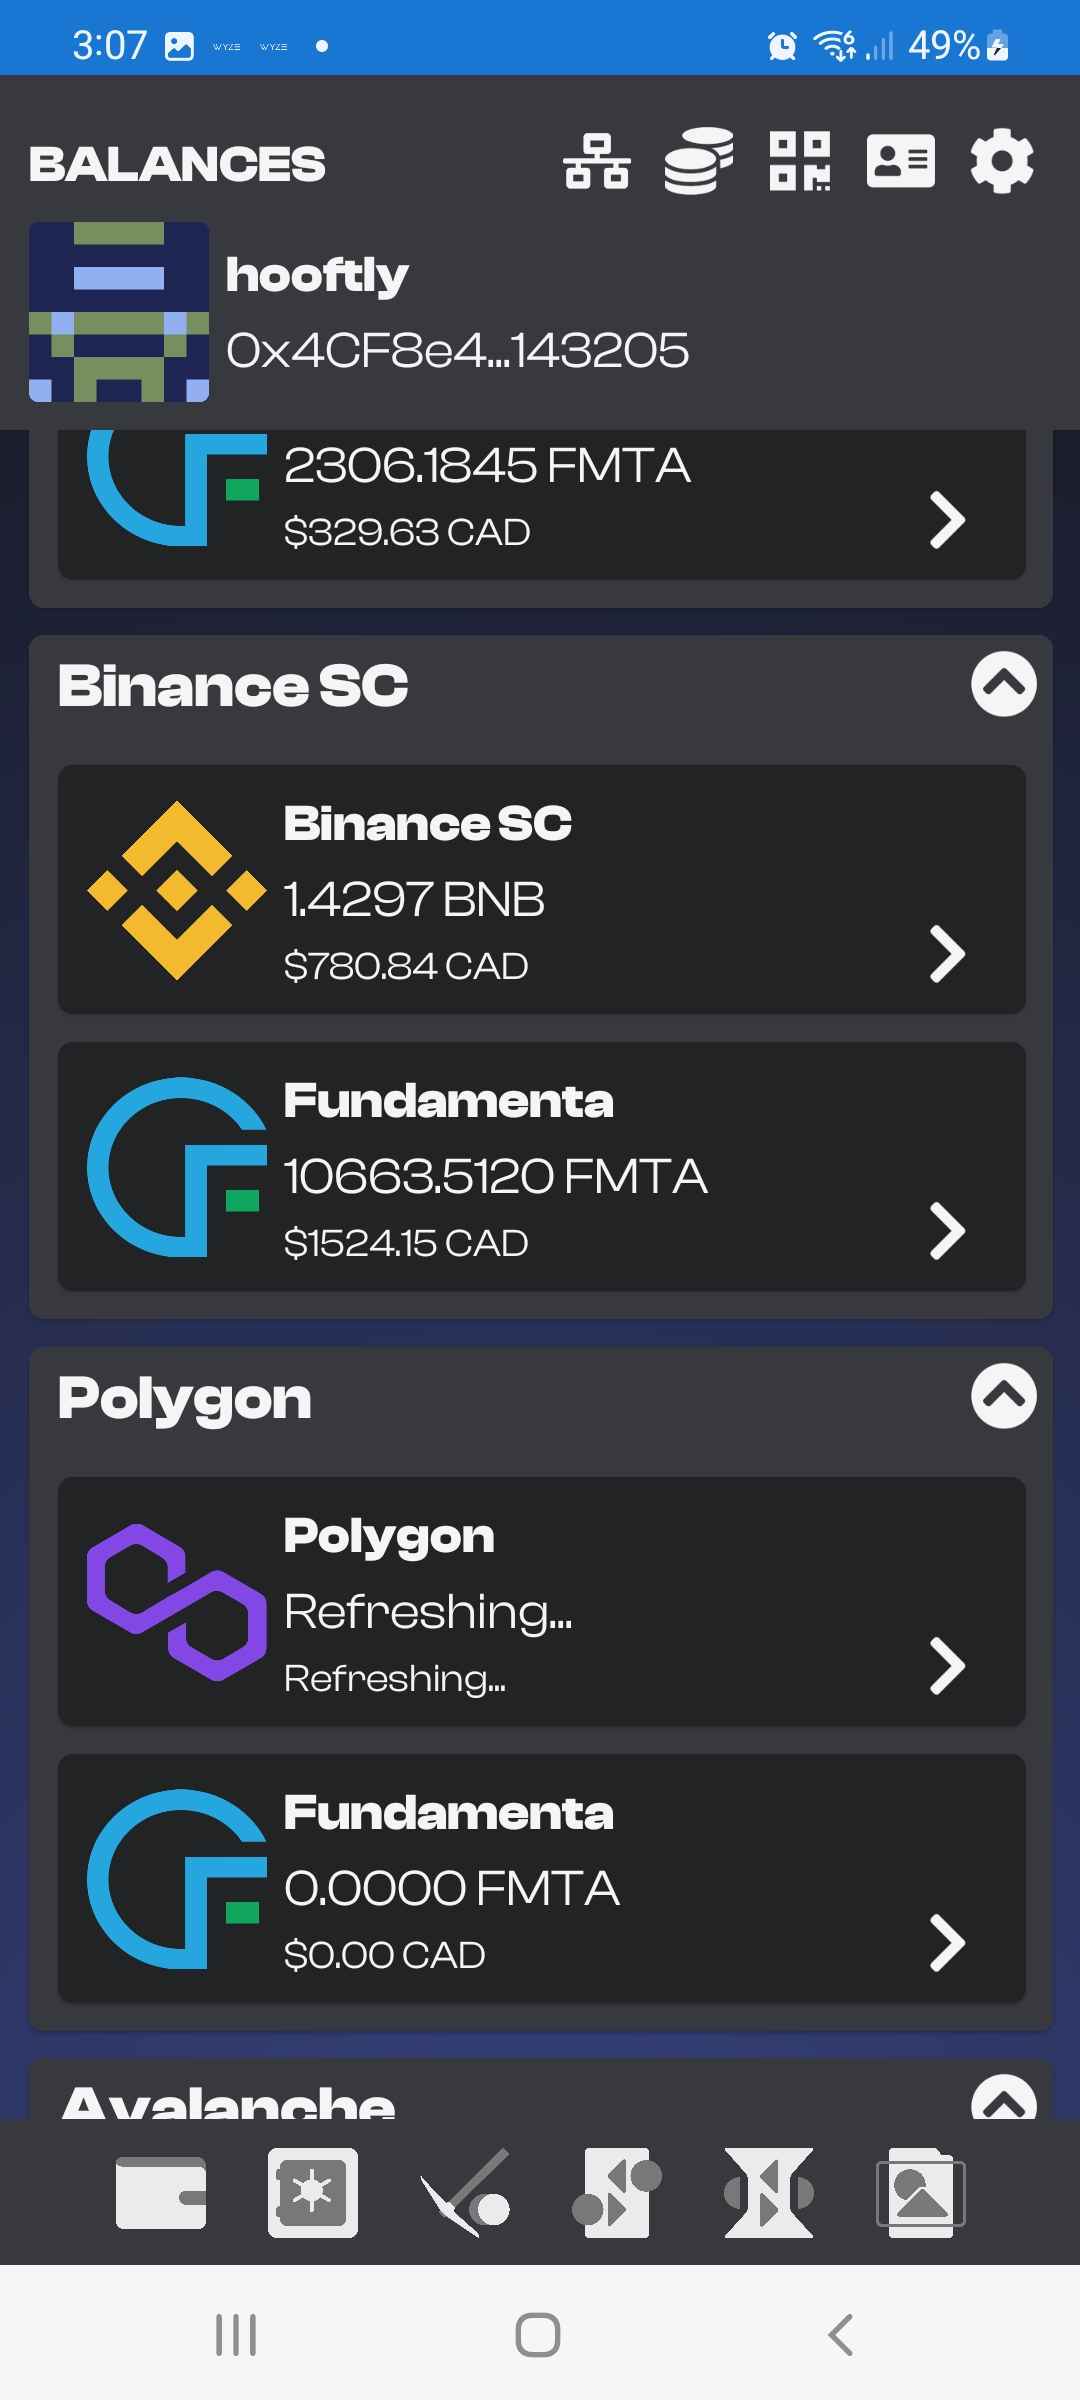 3:07 WYZE WYZE 6 49%
BALANCES
hooftly
0x4CF8e4...143205
2306.1845 FMTA
$329.63 CAD
Binance SC
Binance SC
1.4297 BNB
$780.84 CAD
Fundamenta
10663.5120 FMTA
$1524.15 CAD
Polygon
Polygon
Refreshing...
Refreshing...
Fundamenta
0.0000 FMTA
$0.00 CAD
Avalanche